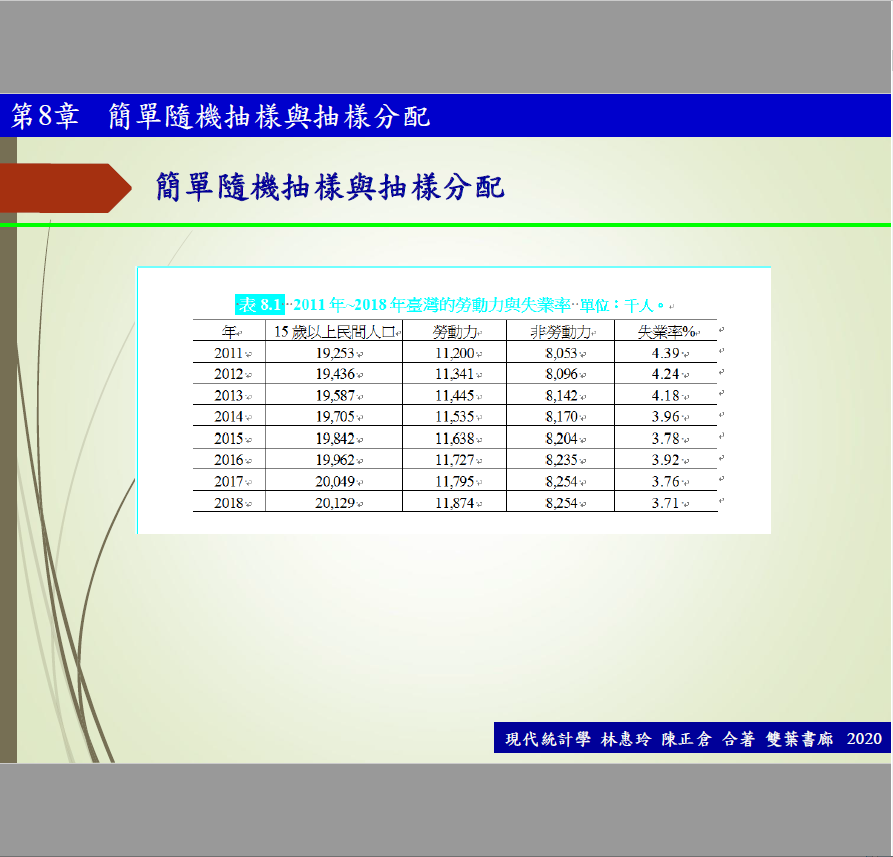 第8章 簡單隨機抽樣與抽樣分配
簡單隨機抽樣與抽樣分配
表 8.1 2011 年~2018 年臺灣的勞動力與失業率 單位：千人。
年 15 歲以上民間人口 勞動力 非勞動力 失業率%
2011 19,253 11,200 8,053 4.39
2012 19,436 11,341 8,096 4.24
2013 19,587 11,445 8,142 4.18
2014 19,705 11,535 8,170 3.96
2015 19,842 11,638 8,204 3.78
2016 19,962 11,727 8,235 3.92
2017 20,049 11,795 8,254 3.76
2018 20,129 11,874 8,254 3.71
現代統計學 林惠玲 陳正倉 合著 雙葉書廊 2020